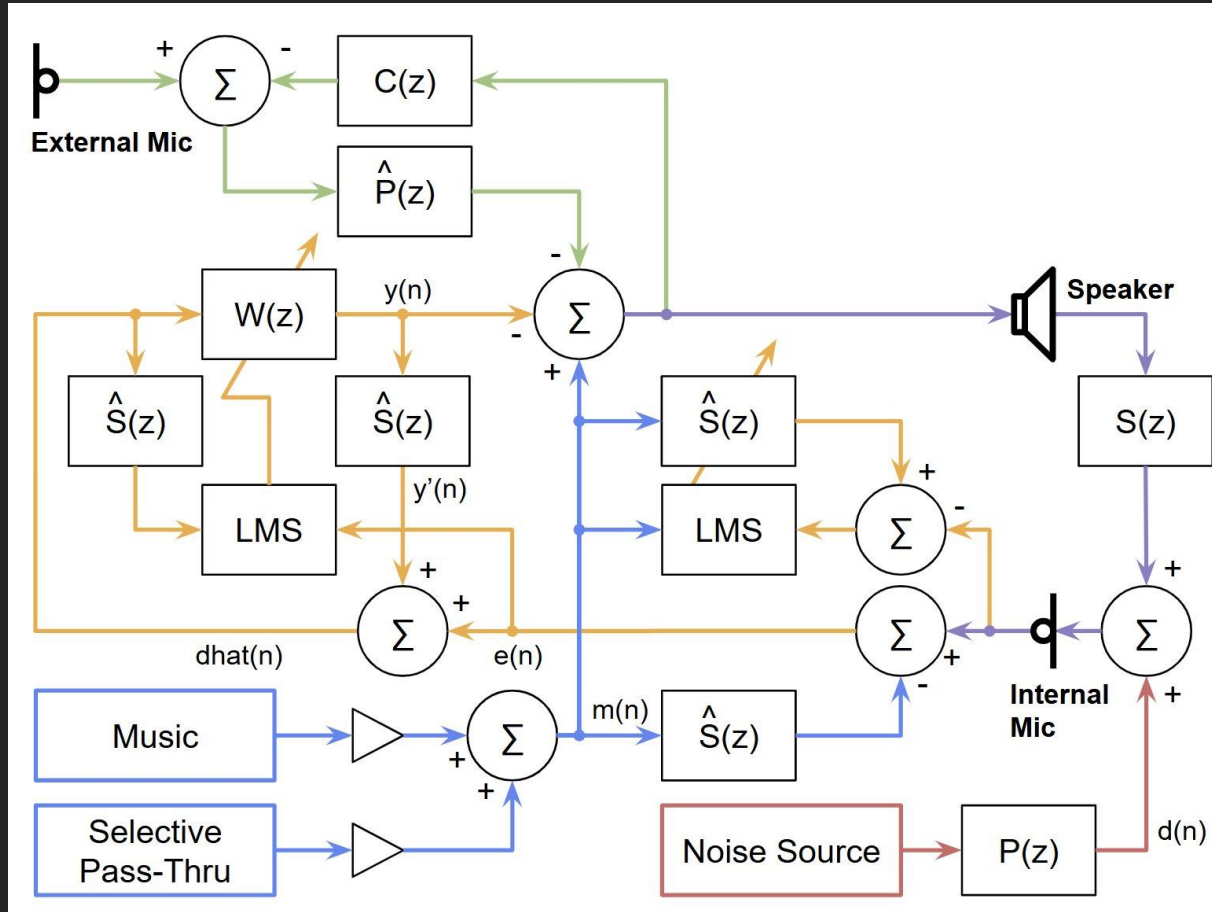 +
-
Σ
C(z)
External Mic
^
P(z)
-
W(z)
y(n)
-
Σ
+
Speaker
^
S(z)
^
S(z)
^
S(z)
S(z)
y'(n)
+
-
LMS
LMS
Σ
+
+
+
Σ
Σ
+
Σ
dhat(n)
e(n)
-
+
Internal
Mic
Music
+
Σ
m(n)
^
S(z)
+
Selective
Pass-Thru
Noise Source
P(z)
d(n)